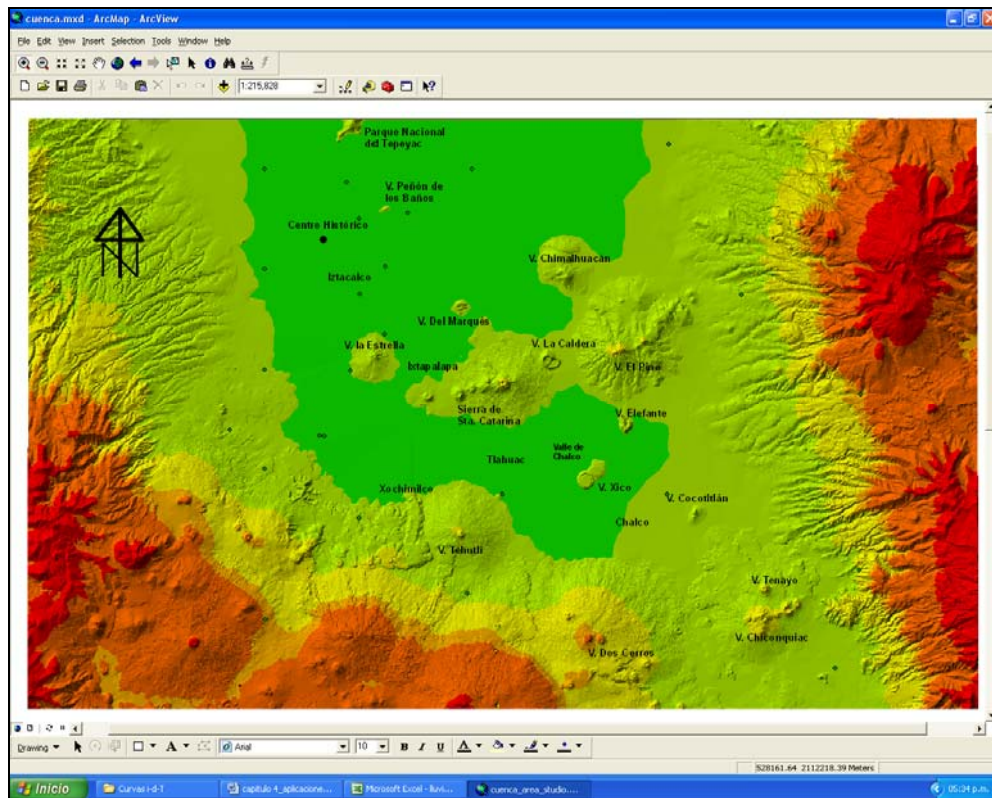 cuenca.mxd - ArcMap - ArcView
File Edit View Insert Selection Tools Window Help
1:215,828
Parque Nacional
del Tepeyac
V. Peñón de
los Baños
Centro Histórico
V. Chimalhuacán
Iztacalco
V. Del Marqués
V. la Estrella
V. La Caldera
Ixtapalapa
V. El Pino
Sierra de
Sta. Catarina
V. Elefante
Valle de
Chalco
Tlahuac
Xochimilco
V. Xico
V. Cocotitlán
Chalco
V. Tehutli
V. Tenayo
V. Chiconquiac
V. Dos Cerros
Drawing
Arial
10
B I U A
528161.64 2112218.39 Meters
Inicio
Curvas i-d-1
capitulo 4_aplicacione...
Microsoft Excel - lluvi...
cuenca_area_studio....
05:34 p.m.